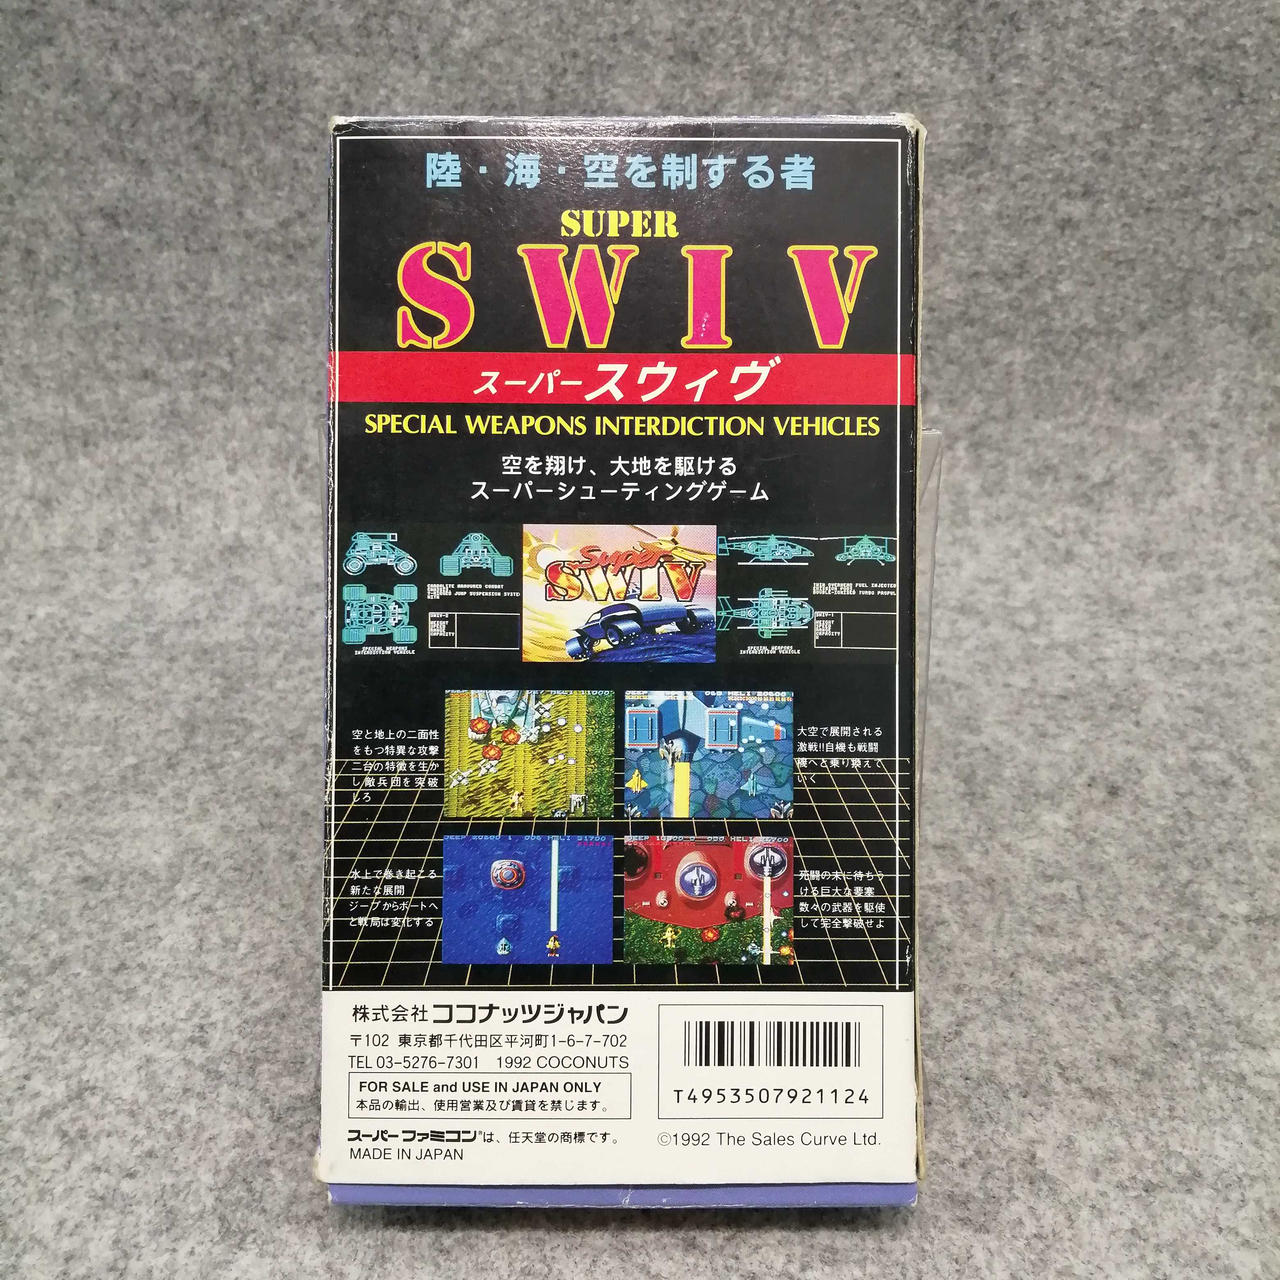 陸・海・空を制する者
SUPER
SWIV
スーパースウィヴ
SPECIAL WEAPONS INTERDICTION VEHICLES
空を翔け、大地を駆ける
スーパーシューティングゲーム
Super
SWIV
SPECIAL WEAPONS
INTERDICTION VEHICLE
SPECIAL WEAPONS
INTERDICTION VEHICLE
空と地上の二面性
をもつ特異な攻撃
二台の特徴を生か
し敵兵団を突破
しろ
大空で展開される
激戦!!自機も戦闘
機へと乗り換えて
いく
水上で巻き起こる
新たな展開
ジープからボートへ
と戦局は変化する
死闘の末に待ちう
ける巨大な要塞
数々の武器を駆使
して完全撃破せよ
株式会社ココナッツジャパン
〒102 東京都千代田区平河町1-6-7-702
TEL 03-5276-7301 1992 COCONUTS
FOR SALE and USE IN JAPAN ONLY
本品の輸出、使用営業及び賃貸を禁じます。
スーパーファミコン®は、任天堂の商標です。
MADE IN JAPAN
T4953507921124
©1992 The Sales Curve Ltd.